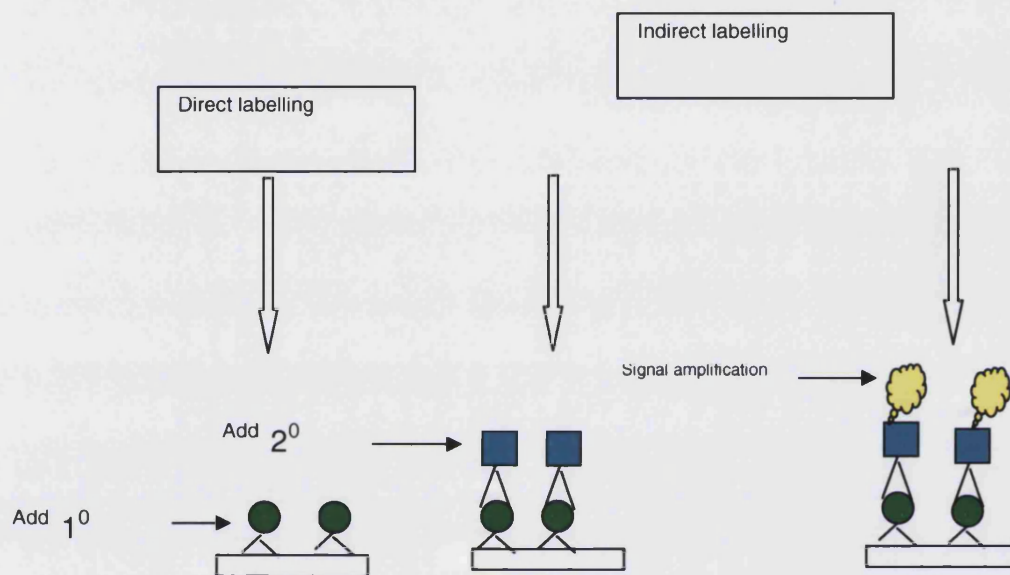 Indirect labelling
Direct labelling
Signal amplification
Add 2⁰
Add 1⁰